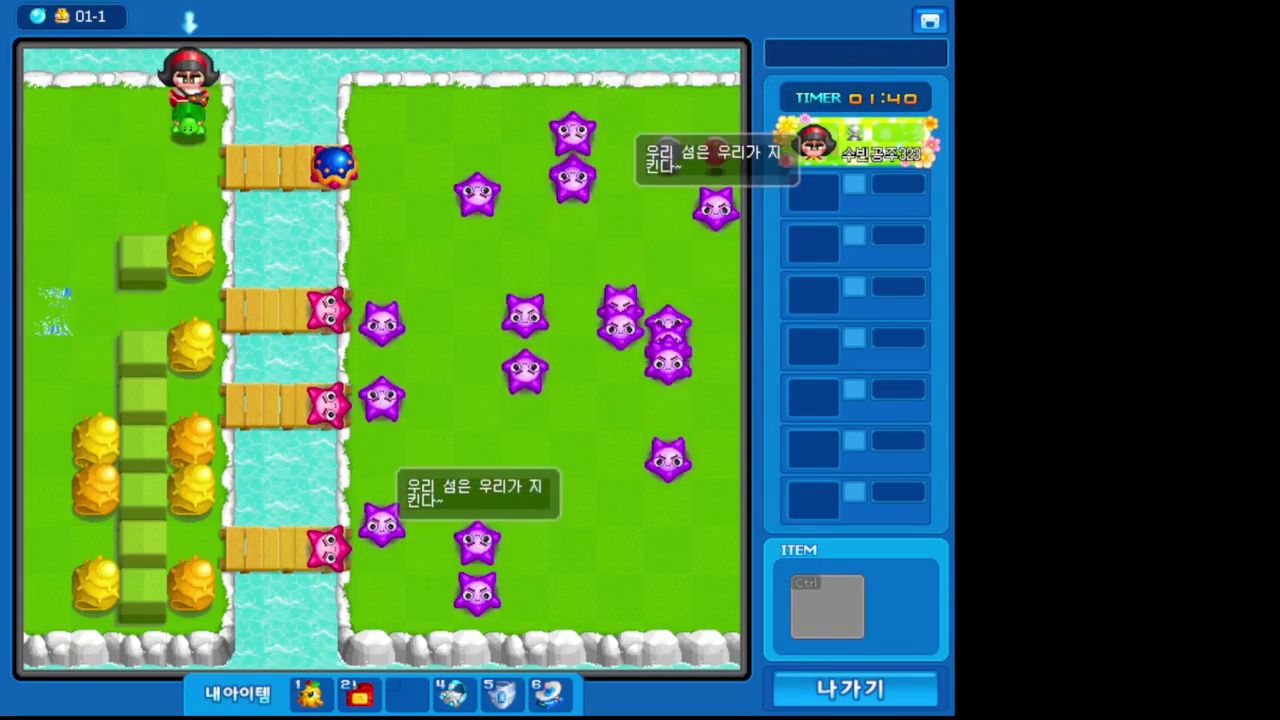 01-1
TIMER 01:40
우리 섬은 우리가 지
킨다~
수빈공주323
우리 섬은 우리가 지
킨다~
ITEM
Ctrl
내아이템
1
2
4
5
6
나가기